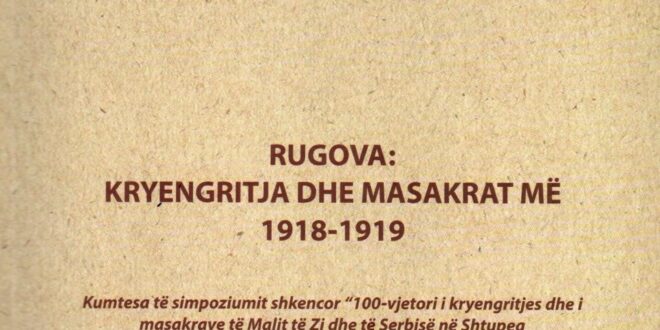 RUGOVA:
KRYENGRITJA DHE MASAKRAT MË
1918-1919
Kumtesa të simpoziumit shkencor "100-vjetori i kryengritjes dhe i
masakrave të Malit të Zi dhe të Serbisë në Shtupeq